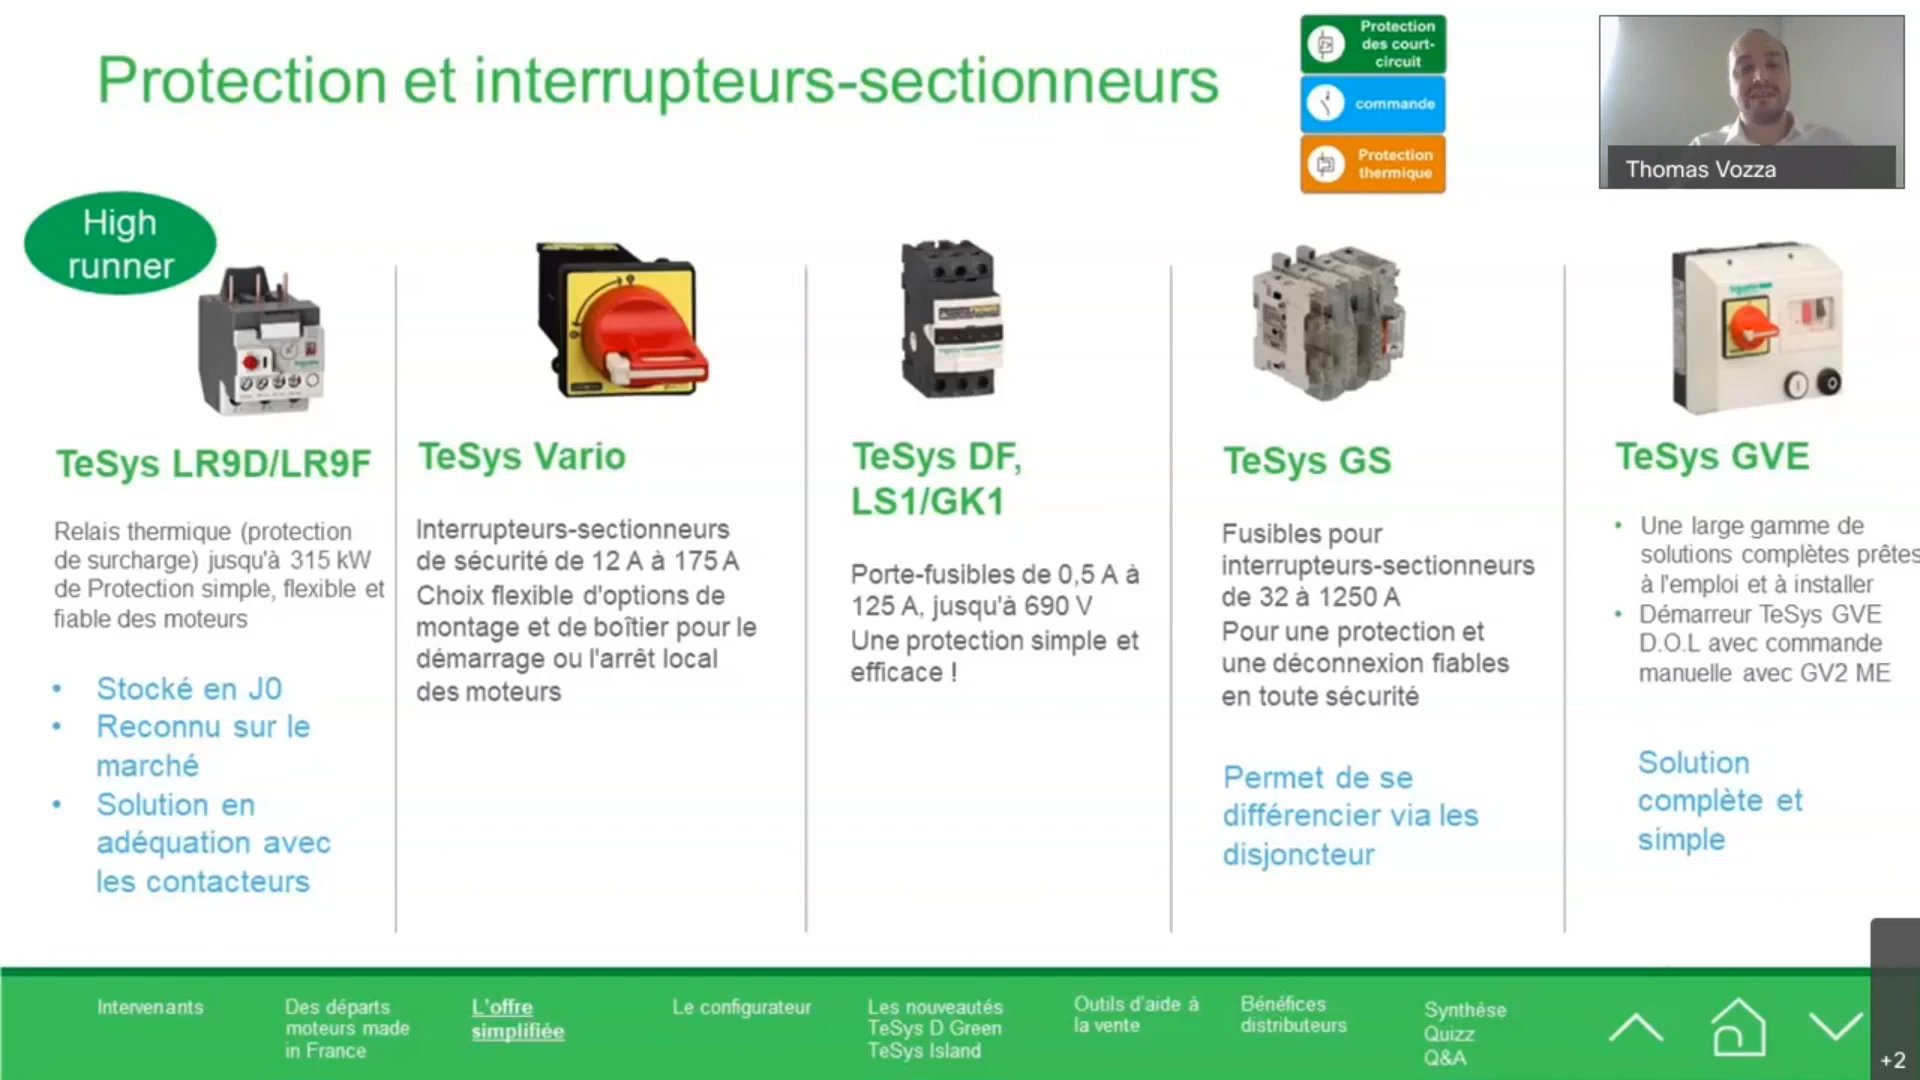 Protection et interrupteurs-sectionneurs
Protection
des court-
circuit
commande
Protection
thermique
Thomas Vozza
High
runner
TeSys LR9D/LR9F
Relais thermique (protection
de surcharge) jusqu'à 315 kW
de Protection simple, flexible et
fiable des moteurs
• Stocké en J0
• Reconnu sur le
marché
• Solution en
adéquation avec
les contacteurs
TeSys Vario
Interrupteurs-sectionneurs
de sécurité de 12 A à 175 A
Choix flexible d'options de
montage et de boîtier pour le
démarrage ou l'arrêt local
des moteurs
TeSys DF,
LS1/GK1
Porte-fusibles de 0,5 A à
125 A, jusqu'à 690 V
Une protection simple et
efficace !
TeSys GS
Fusibles pour
interrupteurs-sectionneurs
de 32 à 1250 A
Pour une protection et
une déconnexion fiables
en toute sécurité
Permet de se
différencier via les
disjoncteur
TeSys GVE
• Une large gamme de
solutions complètes prêtes
à l'emploi et à installer
• Démarreur TeSys GVE
D.O.L avec commande
manuelle avec GV2 ME
Solution
complète et
simple
Intervenants
Des départs
moteurs made
in France
L'offre
simplifiée
Le configurateur
Les nouveautés
TeSys D Green
TeSys Island
Outils d'aide à
la vente
Bénéfices
distributeurs
Synthèse
Quizz
Q&A
+2